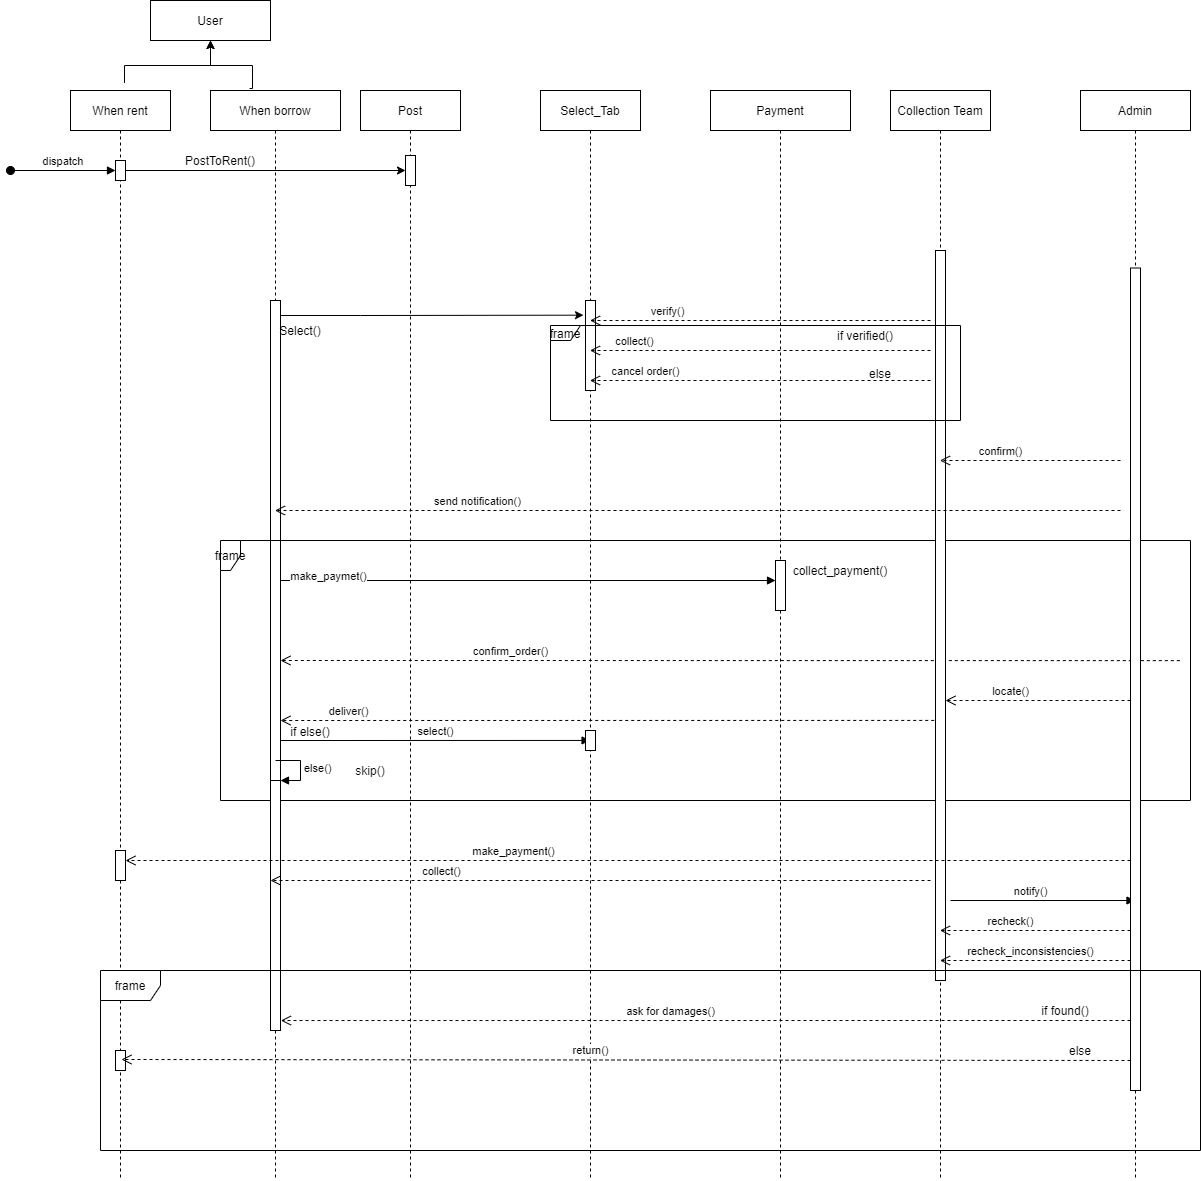 User
When rent
When borrow
Post
Select_Tab
Payment
Collection Team
Admin
dispatch
PostToRent()
verify()
Select()
frame
if verified()
collect()
cancel order()
else
confirm()
send notification()
frame
make_paymet()
collect_payment()
confirm_order()
locate()
deliver()
if else()
select()
else()
skip()
make_payment()
collect()
notify()
recheck()
recheck_inconsistencies()
frame
ask for damages()
if found()
return()
else